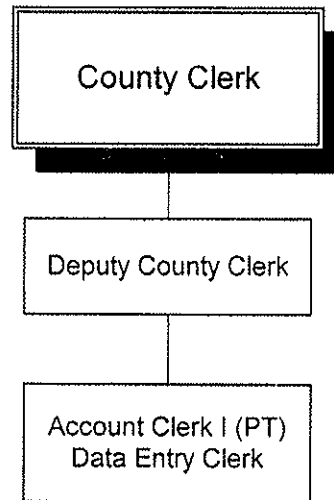 County Clerk
Deputy County Clerk
Account Clerk I (PT)
Data Entry Clerk